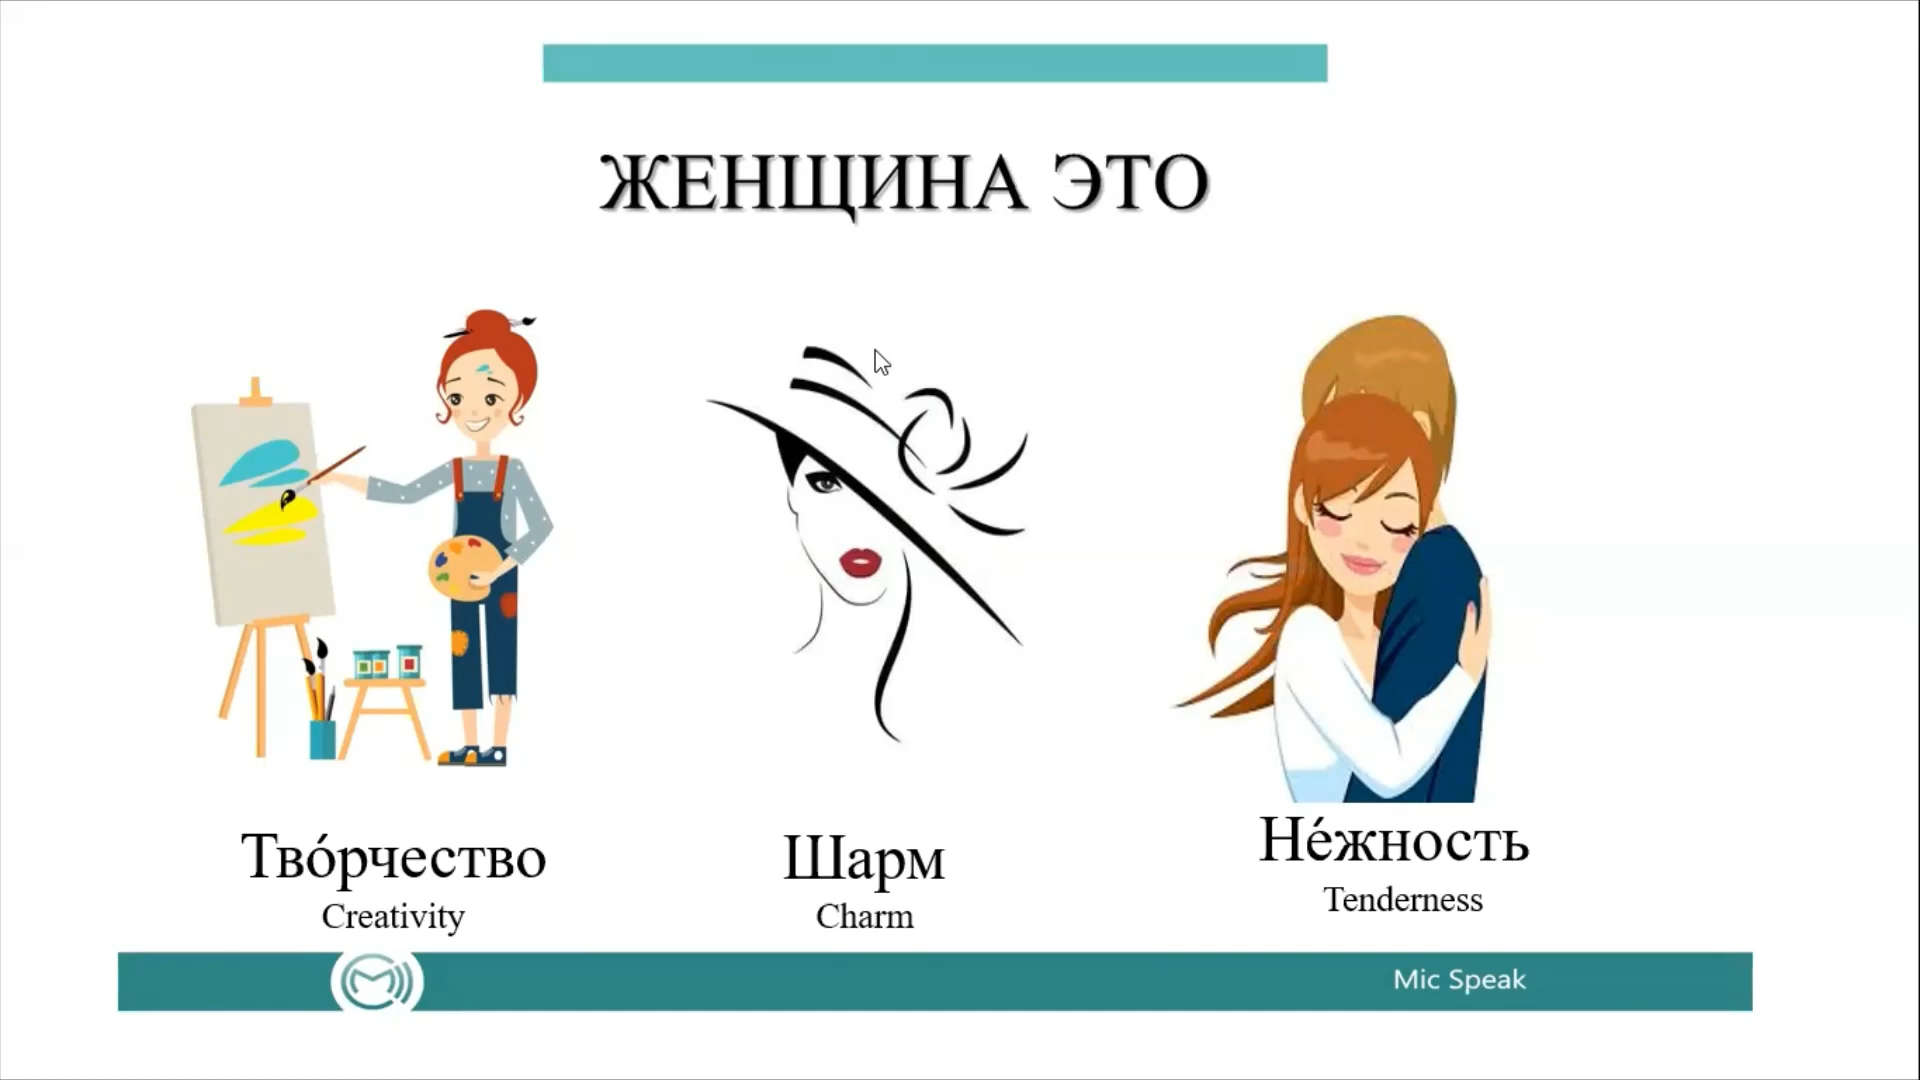 ЖЕНЩИНА ЭТО
Тво́рчество
Creativity
Шарм
Charm
Не́жность
Tenderness
Mic Speak